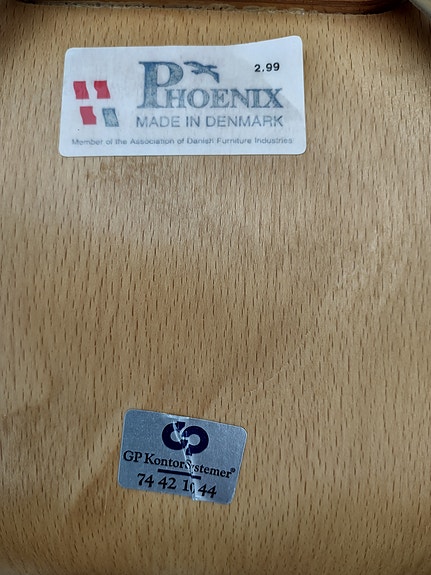 2.99
PHOENIX
MADE IN DENMARK
Member of the Association of Danish Furniture Industries
GP KontorSystemer®
74 42 10 44